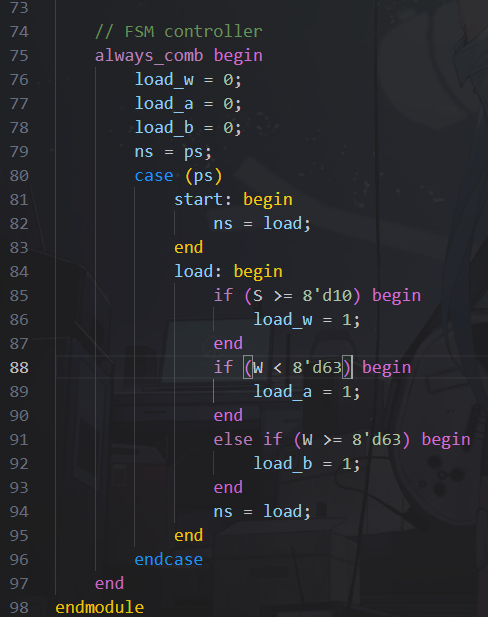 73
74 // FSM controller
75 always_comb begin
76 load_w = 0;
77 load_a = 0;
78 load_b = 0;
79 ns = ps;
80 case (ps)
81 start: begin
82 ns = load;
83 end
84 load: begin
85 if (S >= 8'd10) begin
86 load_w = 1;
87 end
88 if (W < 8'd63) begin
89 load_a = 1;
90 end
91 else if (W >= 8'd63) begin
92 load_b = 1;
93 end
94 ns = load;
95 end
96 endcase
97 end
98 endmodule